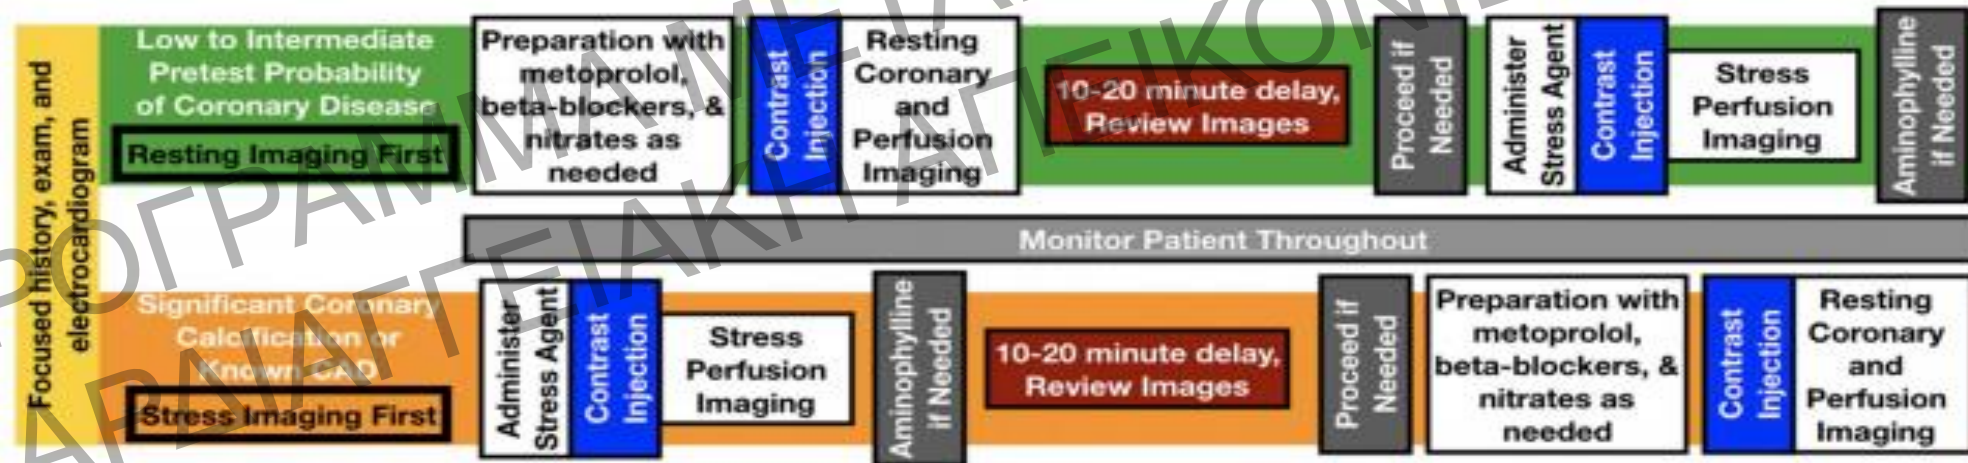 Focused history, exam, and
electrocardiogram
Low to Intermediate
Pretest Probability
of Coronary Disease
Resting Imaging First
Preparation with
metoprolol,
beta-blockers, &
nitrates as
needed
Contrast
Injection
Resting
Coronary
and
Perfusion
Imaging
10-20 minute delay,
Review Images
Proceed if
Needed
Administer
Stress Agent
Contrast
Injection
Stress
Perfusion
Imaging
Aminophylline
if Needed
Monitor Patient Throughout
Significant Coronary
Calcification or
Known CAD
Stress Imaging First
Administer
Stress Agent
Contrast
Injection
Stress
Perfusion
Imaging
Aminophylline
if Needed
10-20 minute delay,
Review Images
Proceed if
Needed
Preparation with
metoprolol,
beta-blockers, &
nitrates as
needed
Contrast
Injection
Resting
Coronary
and
Perfusion
Imaging